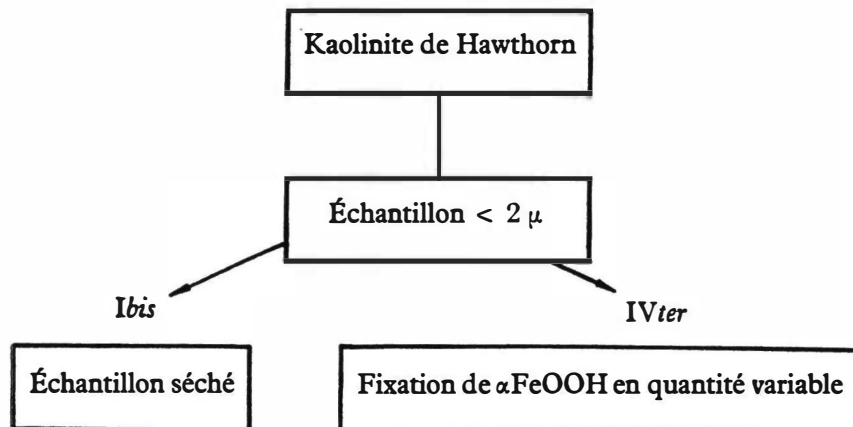 Kaolinite de Hawthorn
Échantillon < 2 μ
Ibis
IVter
Échantillon séché
Fixation de αFeOOH en quantité variable